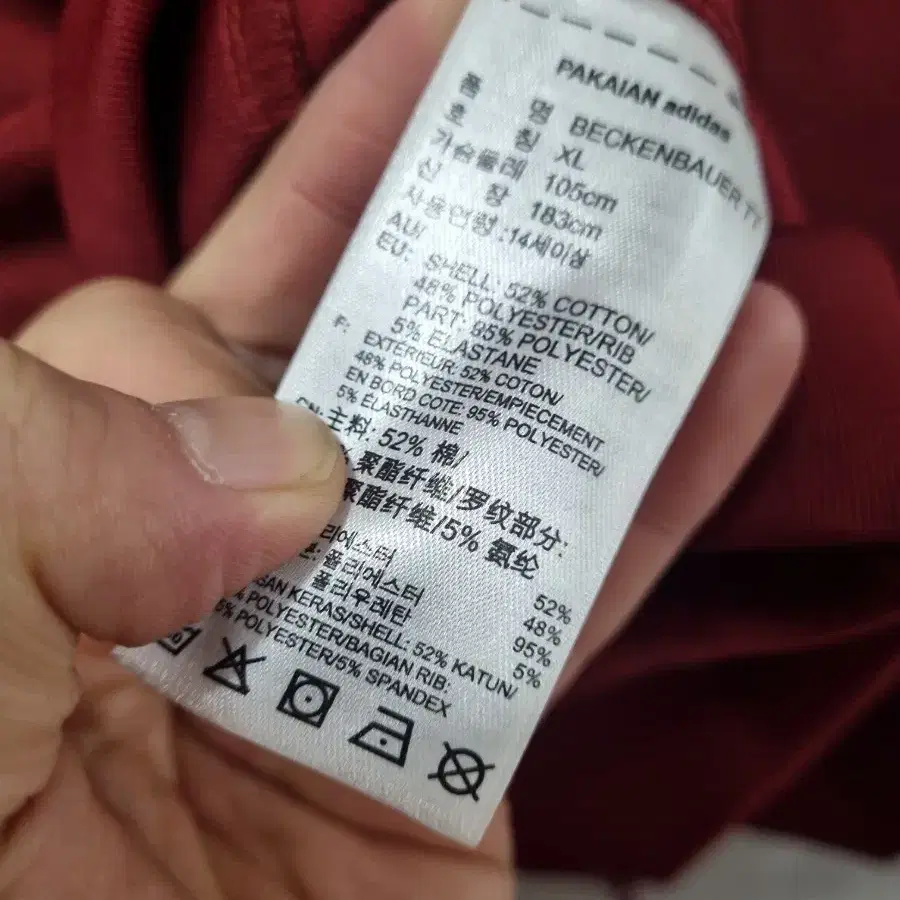 PAKAIAN adidas
품 명 BECKENBAUER TT
호 칭 XL
가슴둘레 105cm
신 장 183cm
사용연령 :14세이상
AU/
EU: SHELL: 52% COTTON/
48% POLYESTER/RIB
PART: 95% POLYESTER/
5% ELASTANE
F: EXTÉRIEUR: 52% COTON/
48% POLYESTER/EMPIECEMENT
EN BORD COTE: 95% POLYESTER/
5% ÉLASTHANNE
CN: 主料: 52% 棉/
聚酯纤维/罗纹部分:
聚酯纤维/5% 氨纶
52%
리에스터 48%
폴리에스터 95%
폴리우레탄 5%
KERAS/SHELL: 52% KATUN/
POLYESTER/BAGIAN RIB:
POLYESTER/5% SPANDEX